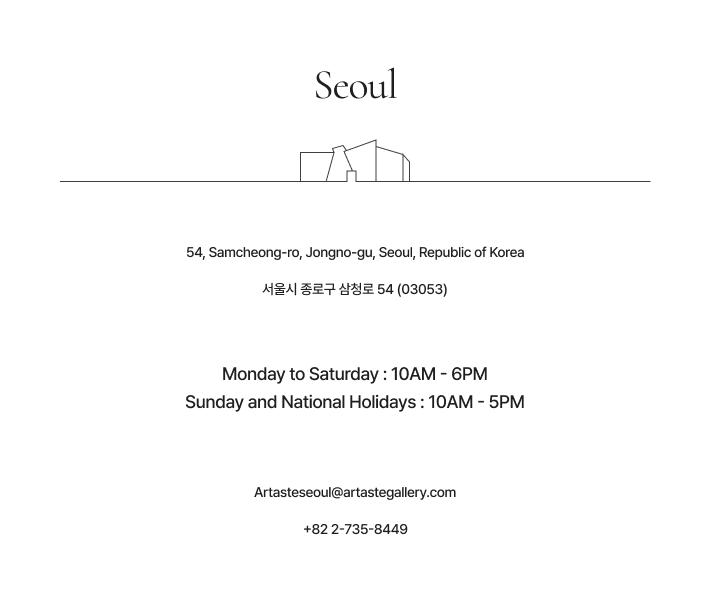 Seoul
54, Samcheong-ro, Jongno-gu, Seoul, Republic of Korea
서울시 종로구 삼청로 54 (03053)
Monday to Saturday : 10AM - 6PM
Sunday and National Holidays : 10AM - 5PM
Artasteseoul@artastegallery.com
+82 2-735-8449